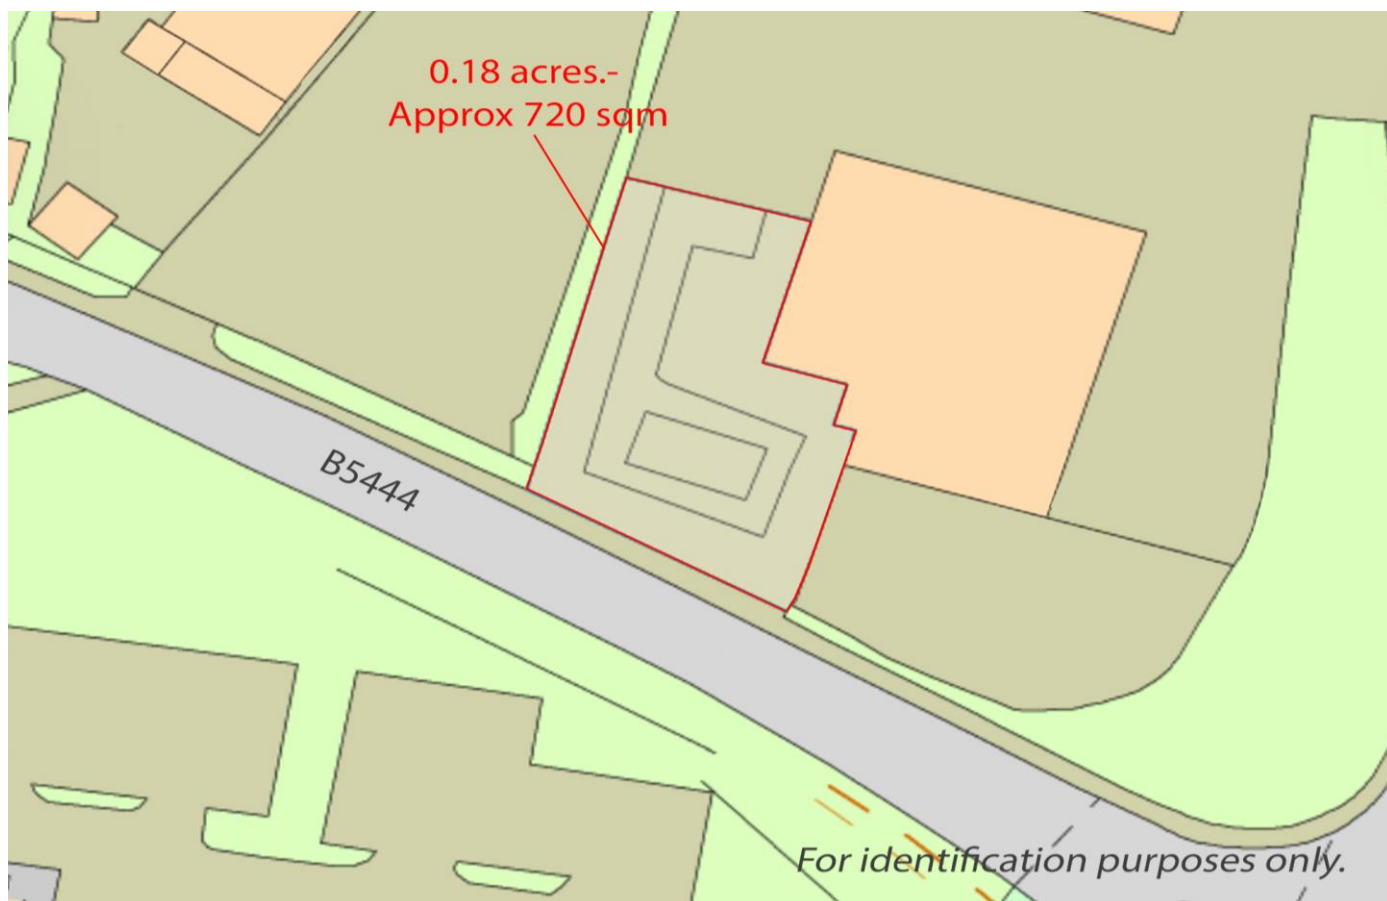 0.18 acres.-
Approx 720 sqm
B5444
For identification purposes only.